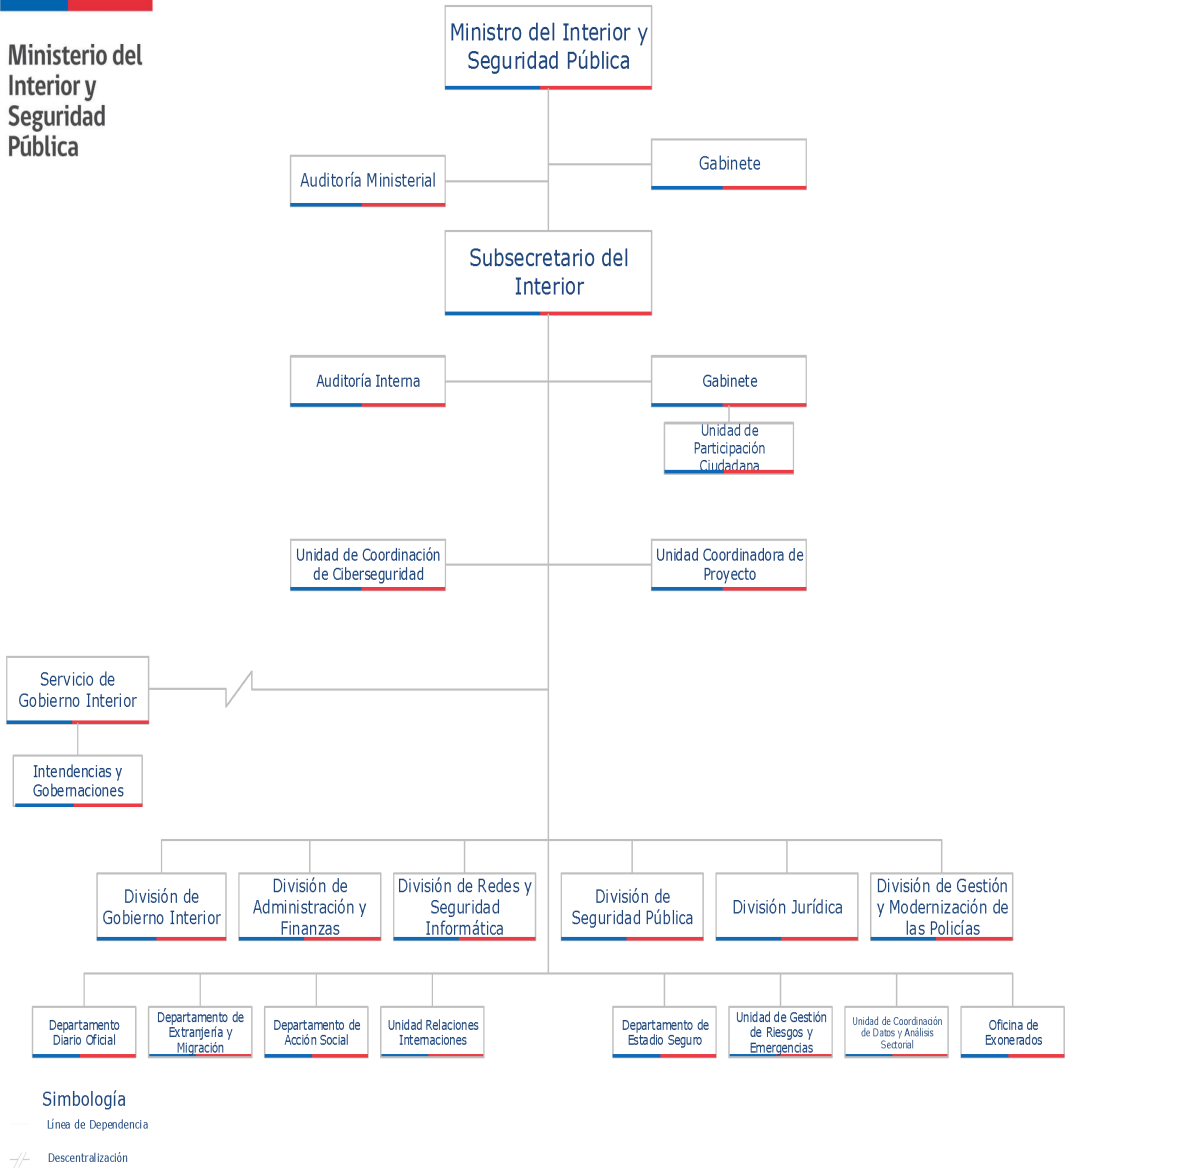 Ministerio del
Interior y
Seguridad
Pública
Ministro del Interior y
Seguridad Pública
Auditoría Ministerial
Gabinete
Subsecretario del
Interior
Auditoría Interna
Gabinete
Unidad de
Participación
Ciudadana
Unidad de Coordinación
de Ciberseguridad
Unidad Coordinadora de
Proyecto
Servicio de
Gobierno Interior
Intendencias y
Gobernaciones
División de
Gobierno Interior
División de
Administración y
Finanzas
División de Redes y
Seguridad
Informática
División de
Seguridad Pública
División Jurídica
División de Gestión
y Modernización de
las Policías
Departamento
Diario Oficial
Departamento de
Extranjería y
Migración
Departamento de
Acción Social
Unidad Relaciones
Internaciones
Departamento de
Estadio Seguro
Unidad de Gestión
de Riesgos y
Emergencias
Unidad de Coordinación
de Datos y Análisis
Sectorial
Oficina de
Exonerados
Simbología
Línea de Dependencia
Descentralización